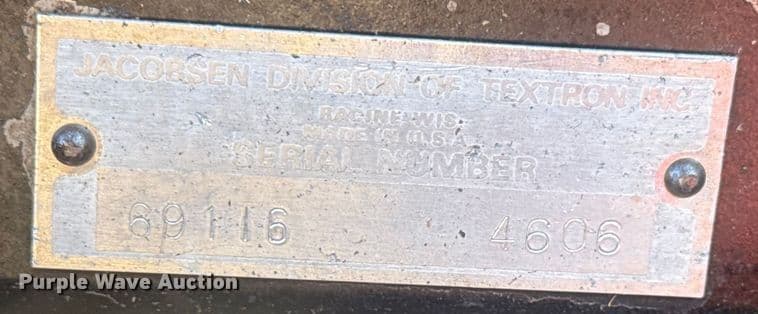 JACOBSEN DIVISION OF TEXTRON INC
RACINE WIS.
MADE IN U.S.A.
SERIAL NUMBER
69116 4606
Purple Wave Auction